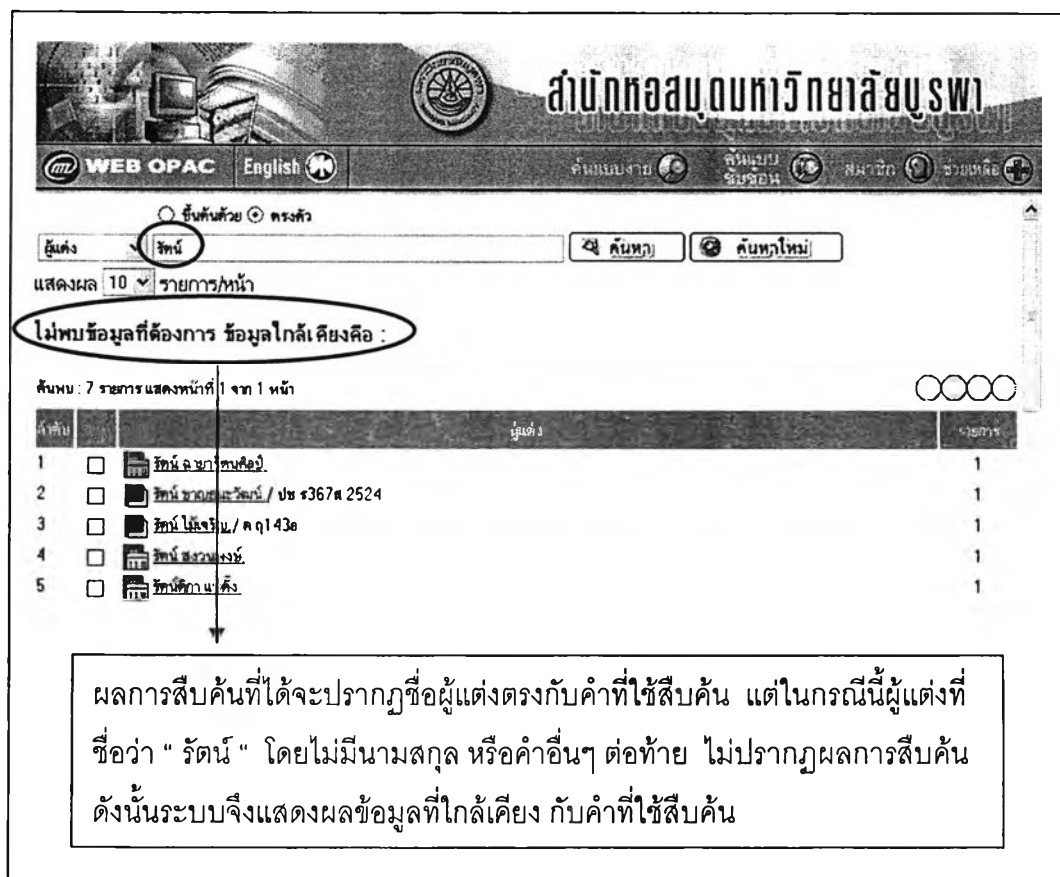 สำนักหอสมุดมหาวิทยาลัยบูรพา
WEB OPAC English ค้นแบบง่าย ค้นแบบซับซ้อน สมาชิก ช่วยเหลือ
ขึ้นต้นด้วย ตรงตัว
ผู้แต่ง รัตน์ ค้นหา ค้นหาใหม่
แสดงผล 10 รายการ/หน้า
ไม่พบข้อมูลที่ต้องการ ข้อมูลใกล้เคียงคือ :
ค้นพบ : 7 รายการ แสดงหน้าที่ 1 จาก 1 หน้า
ลำดับ ผู้แต่ง รายการ
1 รัตน์ 1
2 รัตน์ / ปช ร367ส 2524 1
3 รัตน์ / 1
4 รัตน์ สงวนพงษ์. 1
5 1
ผลการสืบค้นที่ได้จะปรากฏชื่อผู้แต่งตรงกับคำที่ใช้สืบค้น แต่ในกรณีนี้ผู้แต่งที่
ชื่อว่า “ รัตน์ “ โดยไม่มีนามสกุล หรือคำอื่นๆ ต่อท้าย ไม่ปรากฏผลการสืบค้น
ดังนั้นระบบจึงแสดงผลข้อมูลที่ใกล้เคียง กับคำที่ใช้สืบค้น